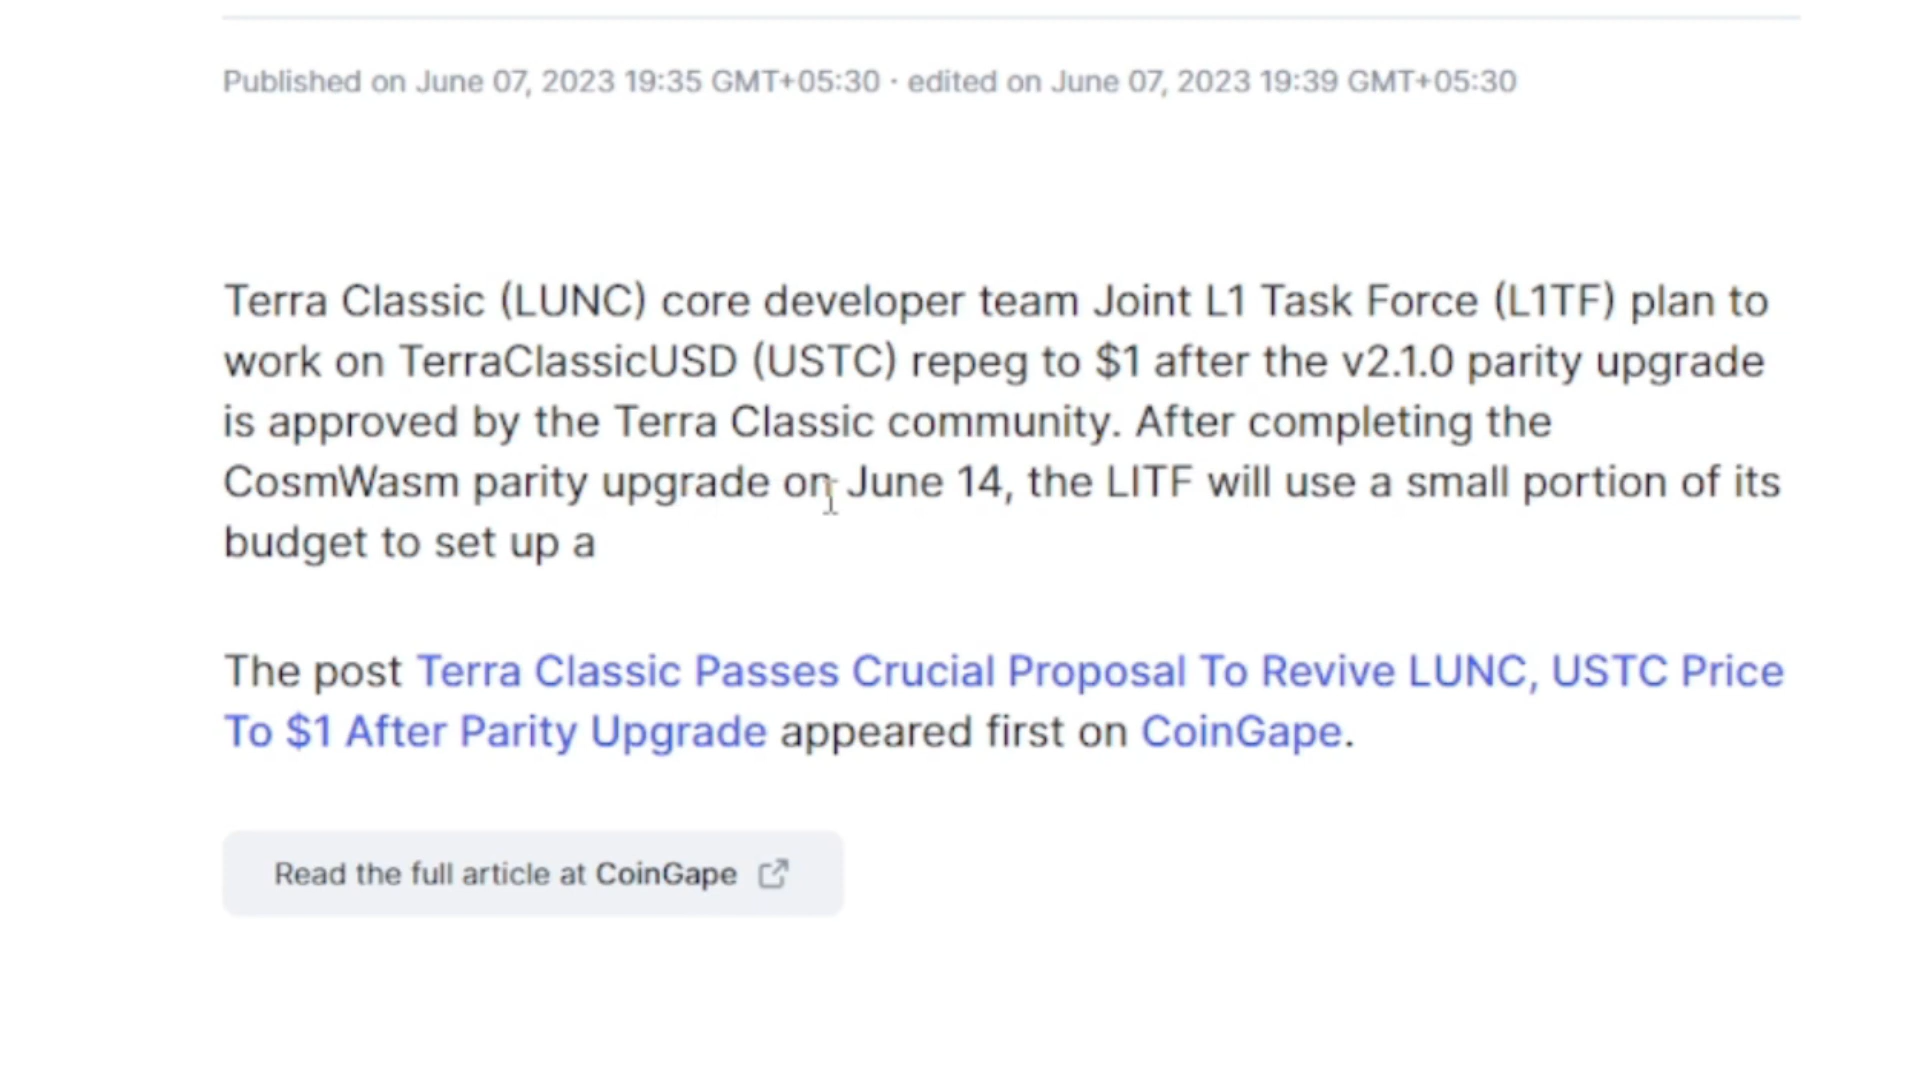 Published on June 07, 2023 19:35 GMT+05:30 · edited on June 07, 2023 19:39 GMT+05:30
Terra Classic (LUNC) core developer team Joint L1 Task Force (L1TF) plan to
work on TerraClassicUSD (USTC) repeg to $1 after the v2.1.0 parity upgrade
is approved by the Terra Classic community. After completing the
CosmWasm parity upgrade on June 14, the LITF will use a small portion of its
budget to set up a
The post Terra Classic Passes Crucial Proposal To Revive LUNC, USTC Price
To $1 After Parity Upgrade appeared first on CoinGape.
Read the full article at CoinGape